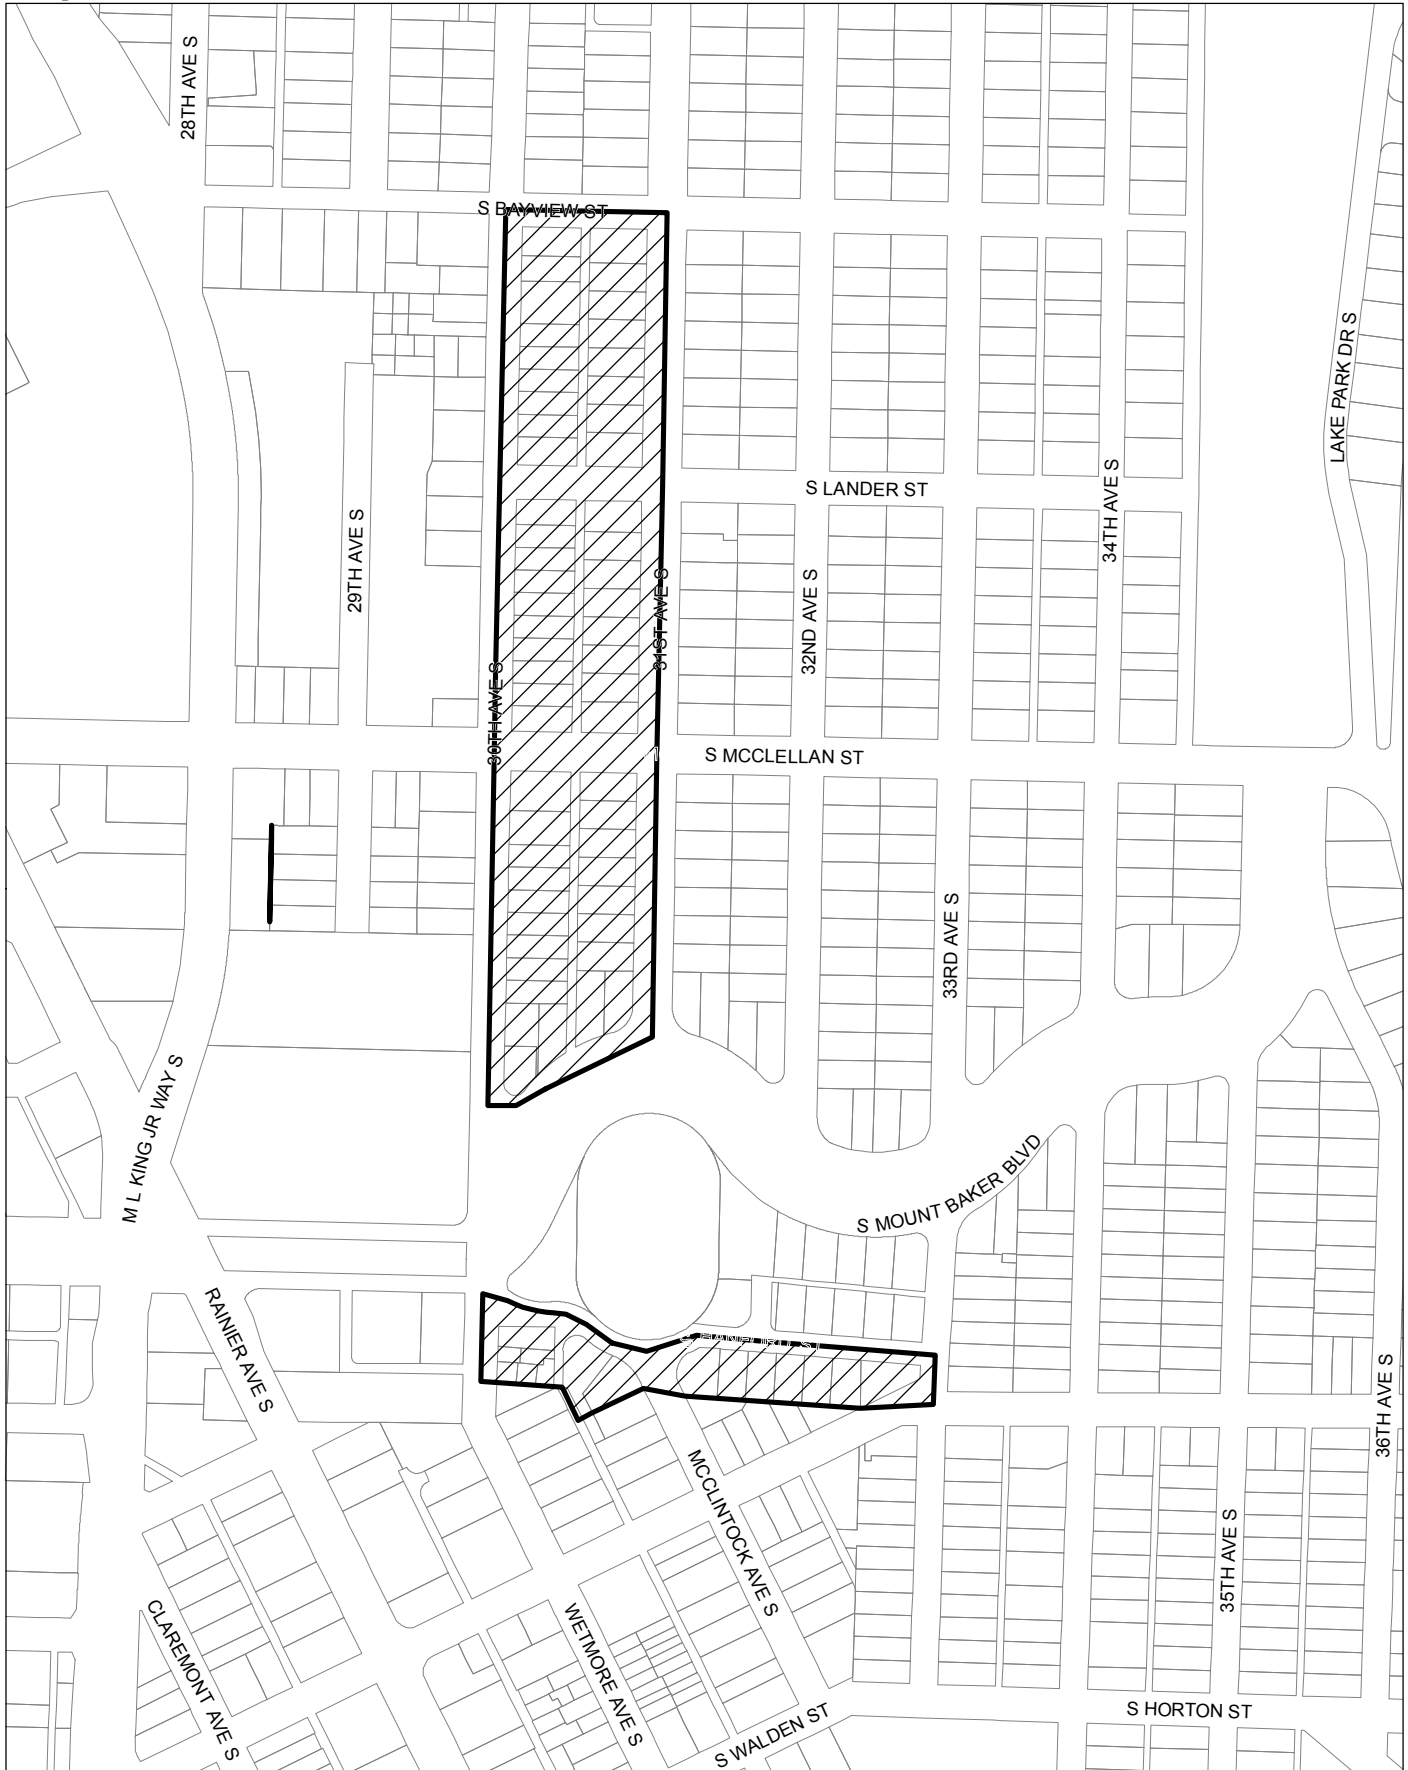 28TH AVE S
S BAYVIEW ST
LAKE PARK DR S
S LANDER ST
34TH AVE S
29TH AVE S
31ST AVE S
32ND AVE S
30TH AVE S
S MCCLELLAN ST
33RD AVE S
M L KING JR WAY S
S MOUNT BAKER BLVD
RAINIER AVE S
S HANFORD ST
36TH AVE S
MCCLINTOCK AVE S
35TH AVE S
CLAREMONT AVE S
WETMORE AVE S
S WALDEN ST
S HORTON ST